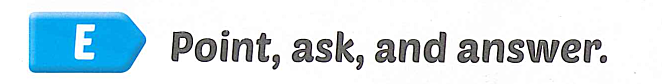 E Point, ask, and answer.